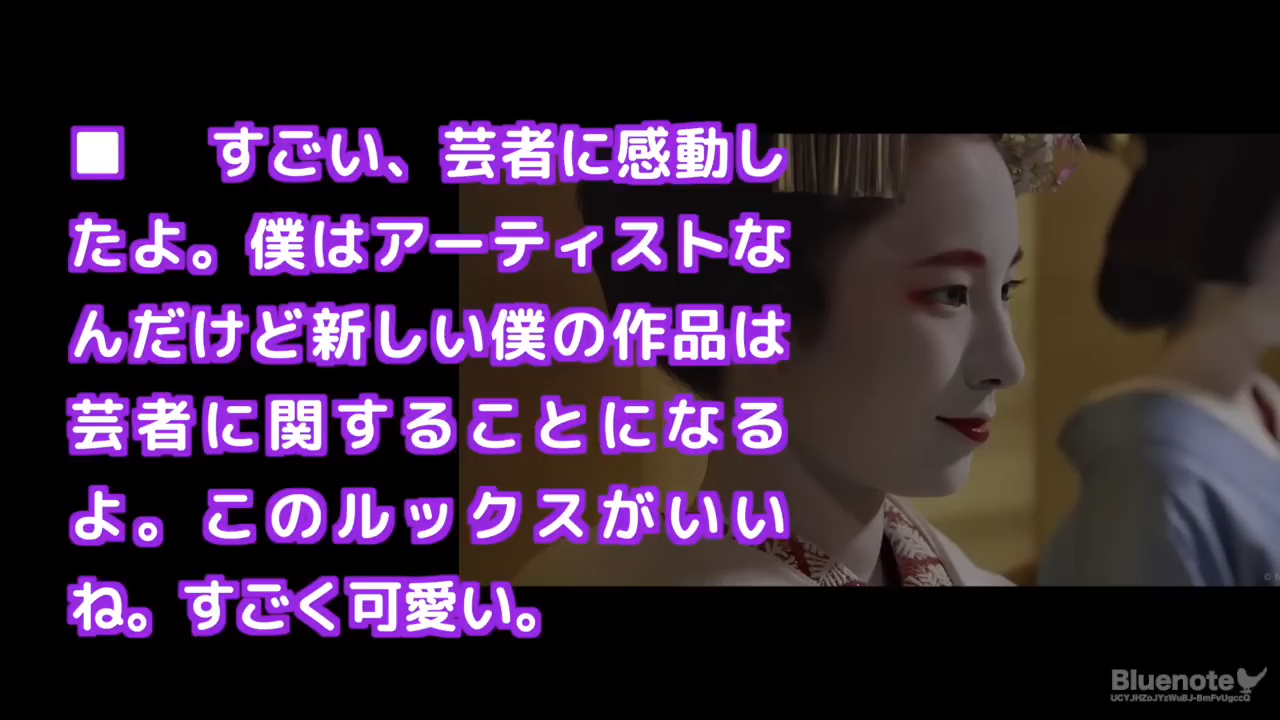 ■　すごい、芸者に感動し
たよ。僕はアーティストな
んだけど新しい僕の作品は
芸者に関することになる
よ。このルックスがいい
ね。すごく可愛い。
Bluenote
UCYJHZoJYzWuBJ-BmFvUgccQ